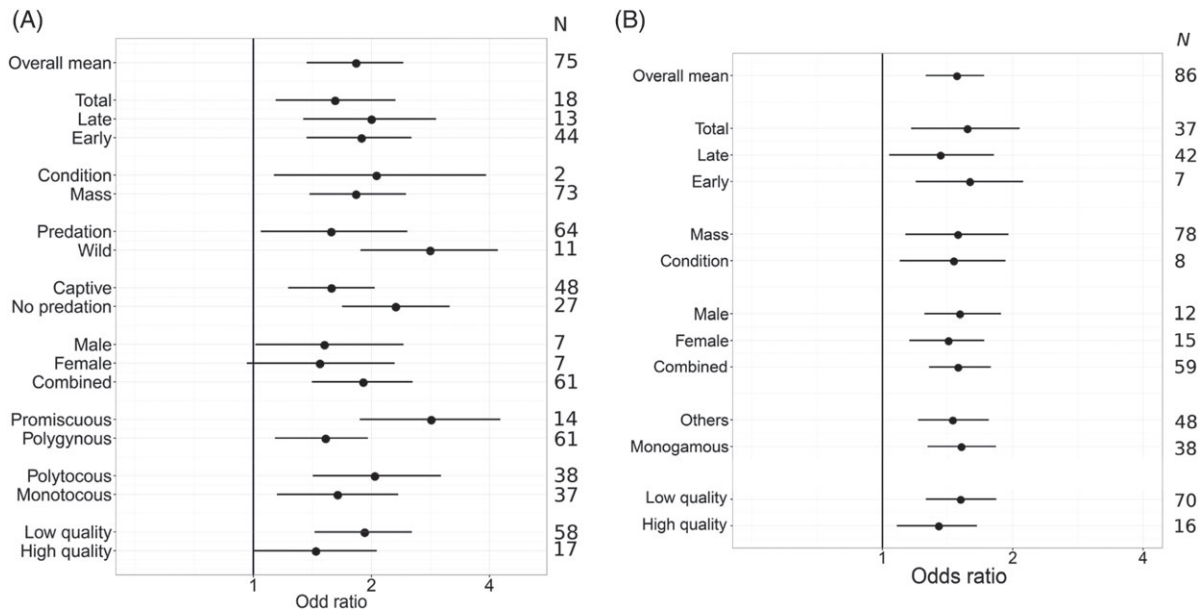 (A)
N
Overall mean 75
Total 18
Late 13
Early 44
Condition 2
Mass 73
Predation 64
Wild 11
Captive 48
No predation 27
Male 7
Female 7
Combined 61
Promiscuous 14
Polygynous 61
Polytocous 38
Monotocous 37
Low quality 58
High quality 17
1 2 4
Odd ratio
(B)
N
Overall mean 86
Total 37
Late 42
Early 7
Mass 78
Condition 8
Male 12
Female 15
Combined 59
Others 48
Monogamous 38
Low quality 70
High quality 16
1 2 4
Odds ratio